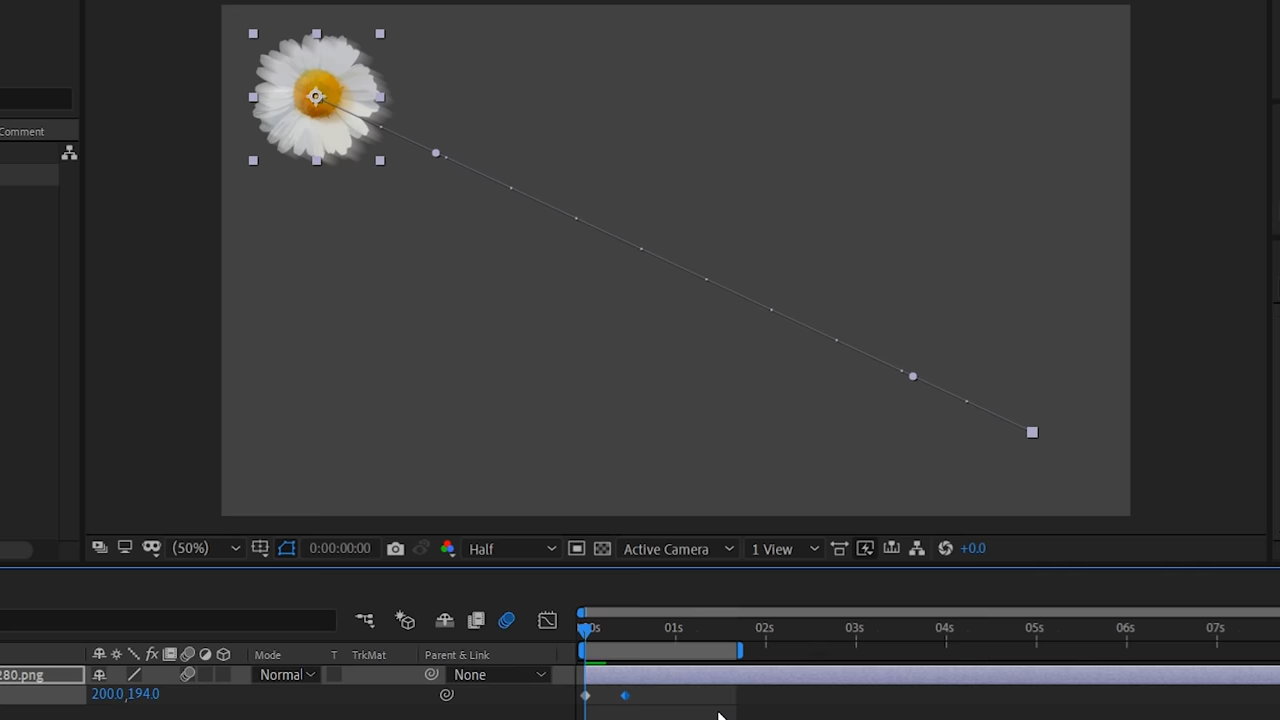 Comment
(50%) 0:00:00:00 Half Active Camera 1 View +0.0
0s 01s 02s 03s 04s 05s 06s 07s
fx Mode T TrkMat Parent & Link
280.png Normal None
200.0,194.0